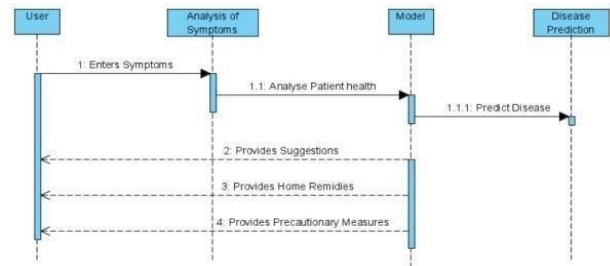 User
Analysis of
Symptoms
Model
Disease
Prediction
1: Enters Symptoms
1.1: Analyse Patient health
1.1.1: Predict Disease
2: Provides Suggestions
3: Provides Home Remidies
4: Provides Precautionary Measures